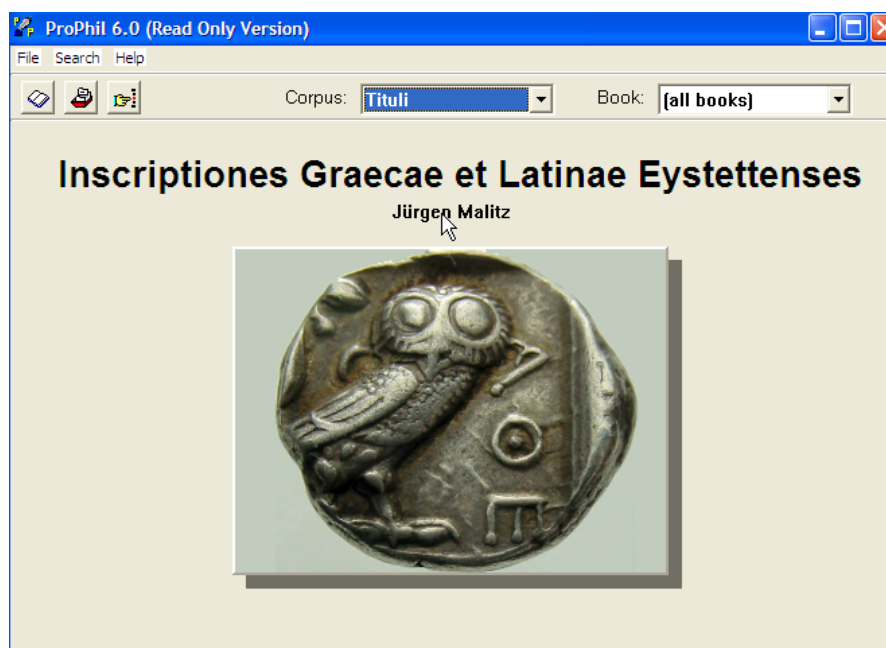 ProPhil 6.0 (Read Only Version)
File Search Help
Corpus: Tituli Book: (all books)
Inscriptiones Graecae et Latinae Eystettenses
Jürgen Malitz
ΑΘΕ